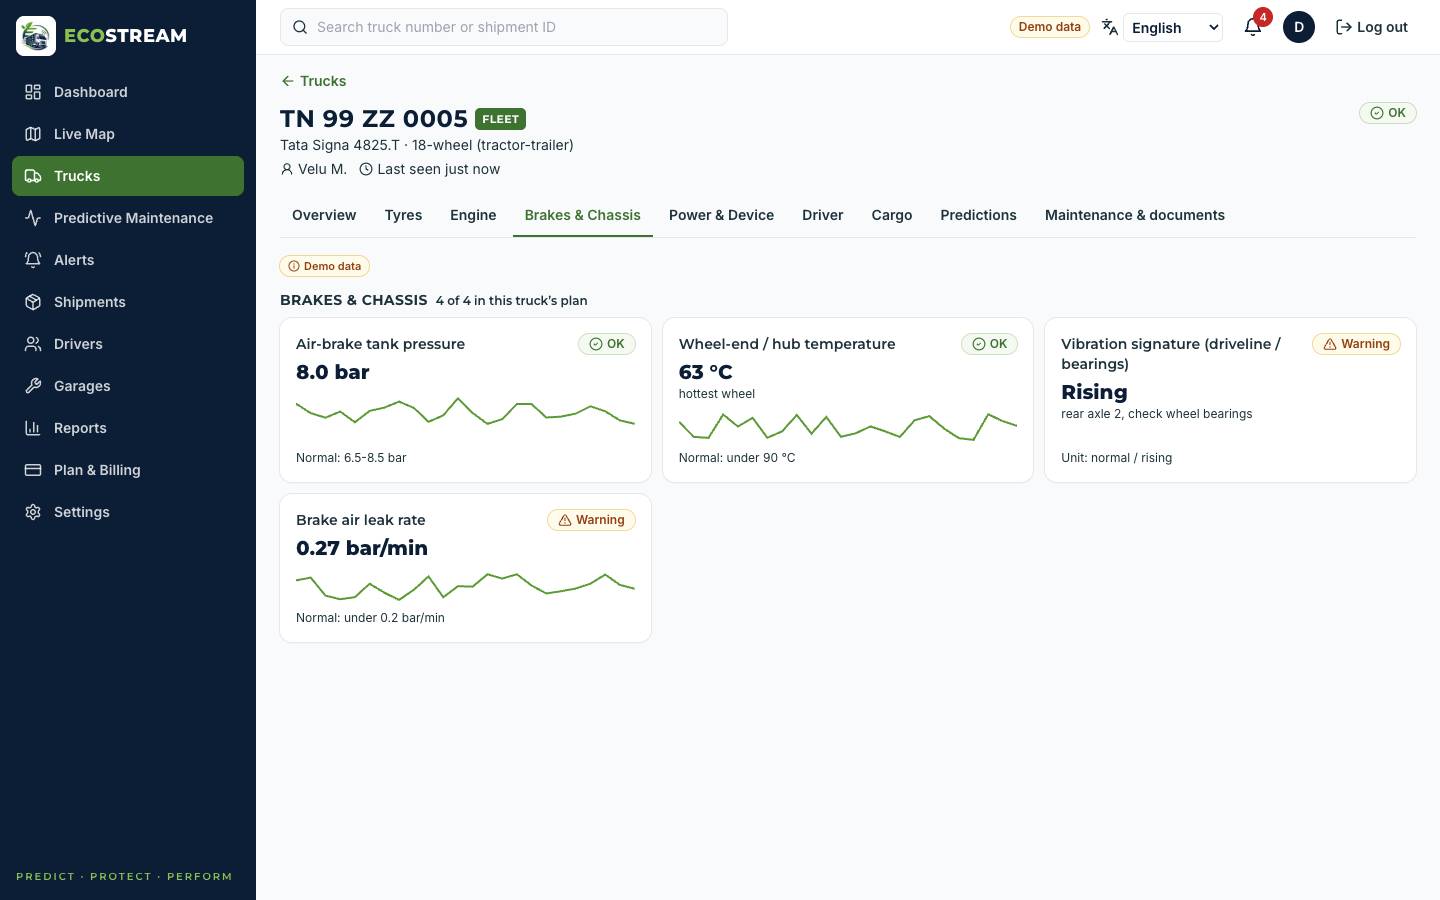 ECOSTREAM
Search truck number or shipment ID
Demo data
English
4
D
Log out
Dashboard
Live Map
Trucks
Predictive Maintenance
Alerts
Shipments
Drivers
Garages
Reports
Plan & Billing
Settings
PREDICT · PROTECT · PERFORM
Trucks
TN 99 ZZ 0005 FLEET
OK
Tata Signa 4825.T · 18-wheel (tractor-trailer)
Velu M. Last seen just now
Overview Tyres Engine Brakes & Chassis Power & Device Driver Cargo Predictions Maintenance & documents
Demo data
BRAKES & CHASSIS 4 of 4 in this truck’s plan
Air-brake tank pressure
OK
8.0 bar
Normal: 6.5-8.5 bar
Wheel-end / hub temperature
OK
63 °C
hottest wheel
Normal: under 90 °C
Vibration signature (driveline /
bearings)
Warning
Rising
rear axle 2, check wheel bearings
Unit: normal / rising
Brake air leak rate
Warning
0.27 bar/min
Normal: under 0.2 bar/min